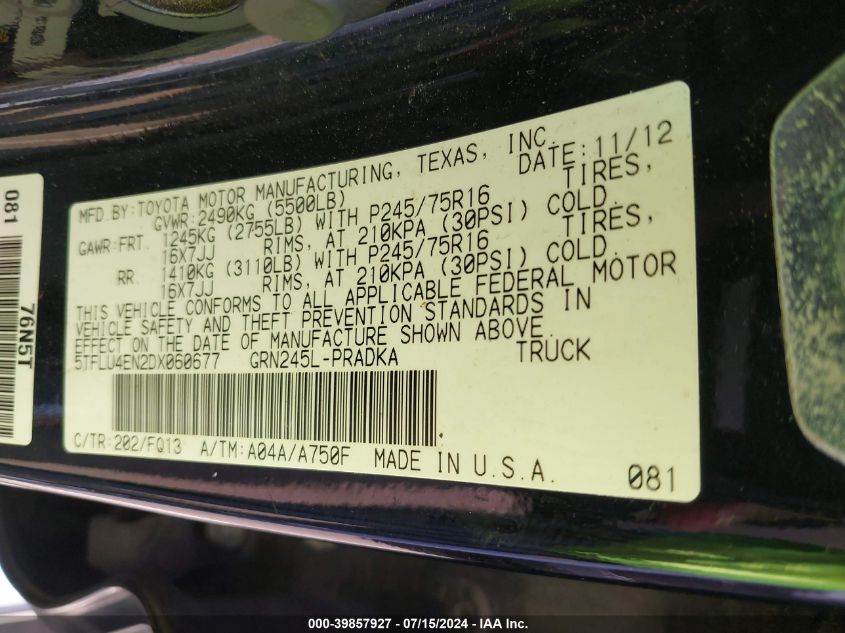 MFD.BY:TOYOTA MOTOR MANUFACTURING, TEXAS, INC.
GVWR:2490KG (5500LB) DATE:11/12
GAWR:FRT. 1245KG (2755LB) WITH P245/75R16 TIRES,
16X7JJ RIMS, AT 210KPA (30PSI) COLD.
RR. 1410KG (3110LB) WITH P245/75R16 TIRES,
16X7JJ RIMS, AT 210KPA (30PSI) COLD.
THIS VEHICLE CONFORMS TO ALL APPLICABLE FEDERAL MOTOR
VEHICLE SAFETY AND THEFT PREVENTION STANDARDS IN
EFFECT ON THE DATE OF MANUFACTURE SHOWN ABOVE.
5TFLU4EN2DX060677 GRN245L-PRADKA TRUCK
C/TR:202/FQ13 A/TM:A04A/A750F MADE IN U.S.A.
081
081
76N5T
000-39857927 / 07/15/2024 - IAA Inc.